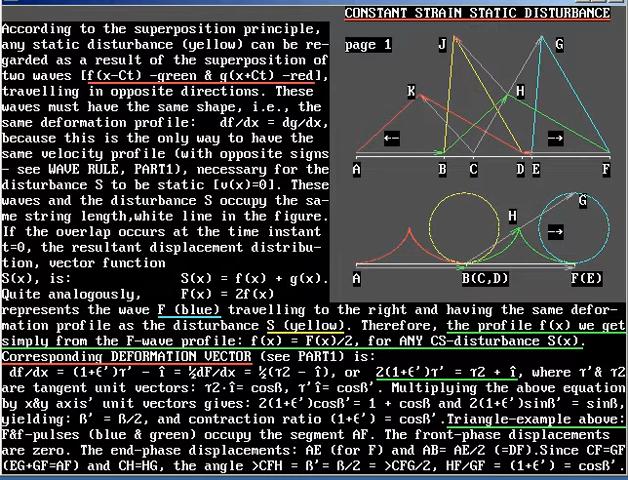 CONSTANT STRAIN STATIC DISTURBANCE
According to the superposition principle,
any static disturbance (yellow) can be re-
garded as a result of the superposition of
two waves [f(x-Ct) -green & g(x+Ct) -red],
travelling in opposite directions. These
waves must have the same shape, i.e., the
same deformation profile: df/dx = dg/dx,
because this is the only way to have the
same velocity profile (with opposite signs
- see WAVE RULE, PART1), necessary for the
disturbance S to be static [v(x)=0]. These
waves and the disturbance S occupy the sa-
me string length,white line in the figure.
If the overlap occurs at the time instant
t=0, the resultant displacement distribu-
tion, vector function
S(x), is: S(x) = f(x) + g(x).
Quite analogously, F(x) = 2f(x)
page 1
J
G
K
H
←
→
A
B
C
D
E
F
H
G
→
A
B(C,D)
F(E)
represents the wave F (blue) travelling to the right and having the same defor-
mation profile as the disturbance S (yellow). Therefore, the profile f(x) we get
simply from the F-wave profile: f(x) = F(x)/2, for ANY CS-disturbance S(x).
Corresponding DEFORMATION VECTOR (see PART1) is:
df/dx = (1+ϵ')τ' - î = ½dF/dx = ½(τ2 - î), or 2(1+ϵ')τ' = τ2 + î, where τ'& τ2
are tangent unit vectors: τ2·î= cosß, τ'î= cosß'. Multiplying the above equation
by x&y axis' unit vectors gives: 2(1+ϵ')cosß'= 1 + cosß and 2(1+ϵ')sinß' = sinß,
yielding: ß' = ß/2, and contraction ratio (1+ϵ') = cosß'.Triangle-example above:
F&f-pulses (blue & green) occupy the segment AF. The front-phase displacements
are zero. The end-phase displacements: AE (for F) and AB= AE/2 (=DF).Since CF=GF
(EG+GF=AF) and CH=HG, the angle >CFH = ß'= ß/2 = >CFG/2, HF/GF = (1+ϵ') = cosß'.